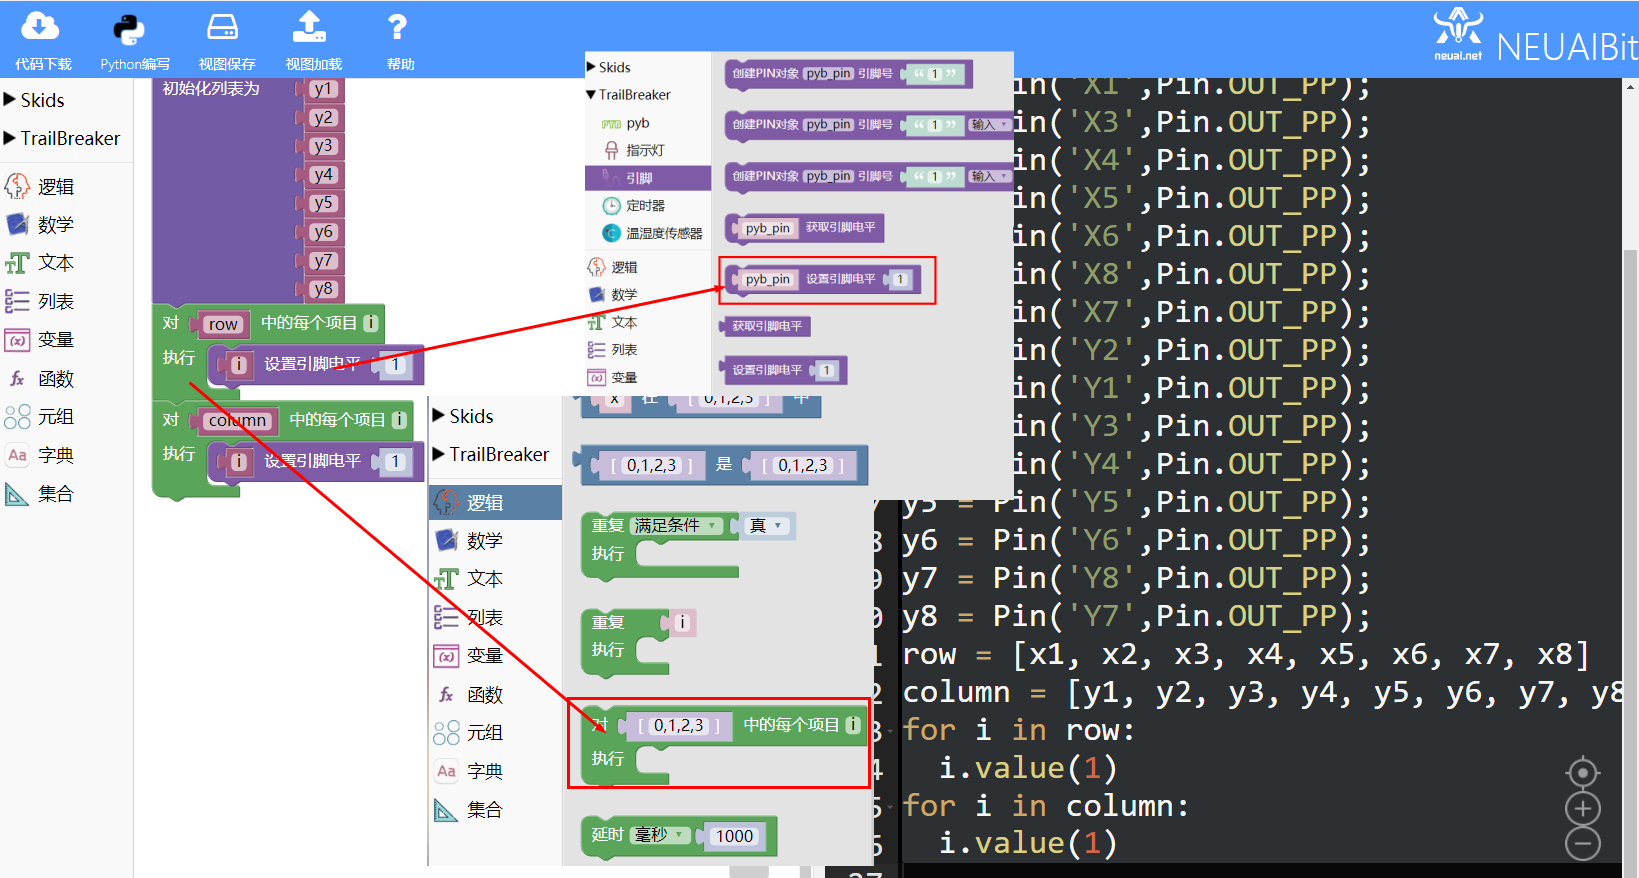 代码下载
Python编写
视图保存
视图加载
帮助
neuai.net
NEUAIBit
Skids
TrailBreaker
逻辑
数学
文本
列表
变量
函数
元组
字典
集合
初始化列表为
y1
y2
y3
y4
y5
y6
y7
y8
对 row 中的每个项目 i
执行 i 设置引脚电平 1
对 column 中的每个项目 i
执行 i 设置引脚电平 1
Skids
TrailBreaker
pyb
指示灯
引脚
定时器
温湿度传感器
逻辑
数学
文本
列表
变量
创建PIN对象 pyb_pin 引脚号 “ 1 ”
创建PIN对象 pyb_pin 引脚号 “ 1 ” 输入
创建PIN对象 pyb_pin 引脚号 “ 1 ” 输入
pyb_pin 获取引脚电平
pyb_pin 设置引脚电平 1
获取引脚电平
设置引脚电平 1
Skids
TrailBreaker
逻辑
数学
文本
列表
变量
函数
元组
字典
集合
x 在 [ 0,1,2,3 ] 中
[ 0,1,2,3 ] 是 [ 0,1,2,3 ]
重复 满足条件 真
执行
重复 i
执行
对 [ 0,1,2,3 ] 中的每个项目 i
执行
延时 毫秒 1000
in('X1',Pin.OUT_PP);
in('X3',Pin.OUT_PP);
in('X4',Pin.OUT_PP);
in('X5',Pin.OUT_PP);
in('X6',Pin.OUT_PP);
in('X8',Pin.OUT_PP);
in('X7',Pin.OUT_PP);
in('Y2',Pin.OUT_PP);
in('Y1',Pin.OUT_PP);
in('Y3',Pin.OUT_PP);
in('Y4',Pin.OUT_PP);
7 y5 = Pin('Y5',Pin.OUT_PP);
8 y6 = Pin('Y6',Pin.OUT_PP);
9 y7 = Pin('Y8',Pin.OUT_PP);
0 y8 = Pin('Y7',Pin.OUT_PP);
1 row = [x1, x2, x3, x4, x5, x6, x7, x8]
2 column = [y1, y2, y3, y4, y5, y6, y7, y8
3 for i in row:
4 i.value(1)
5 for i in column:
6 i.value(1)
37